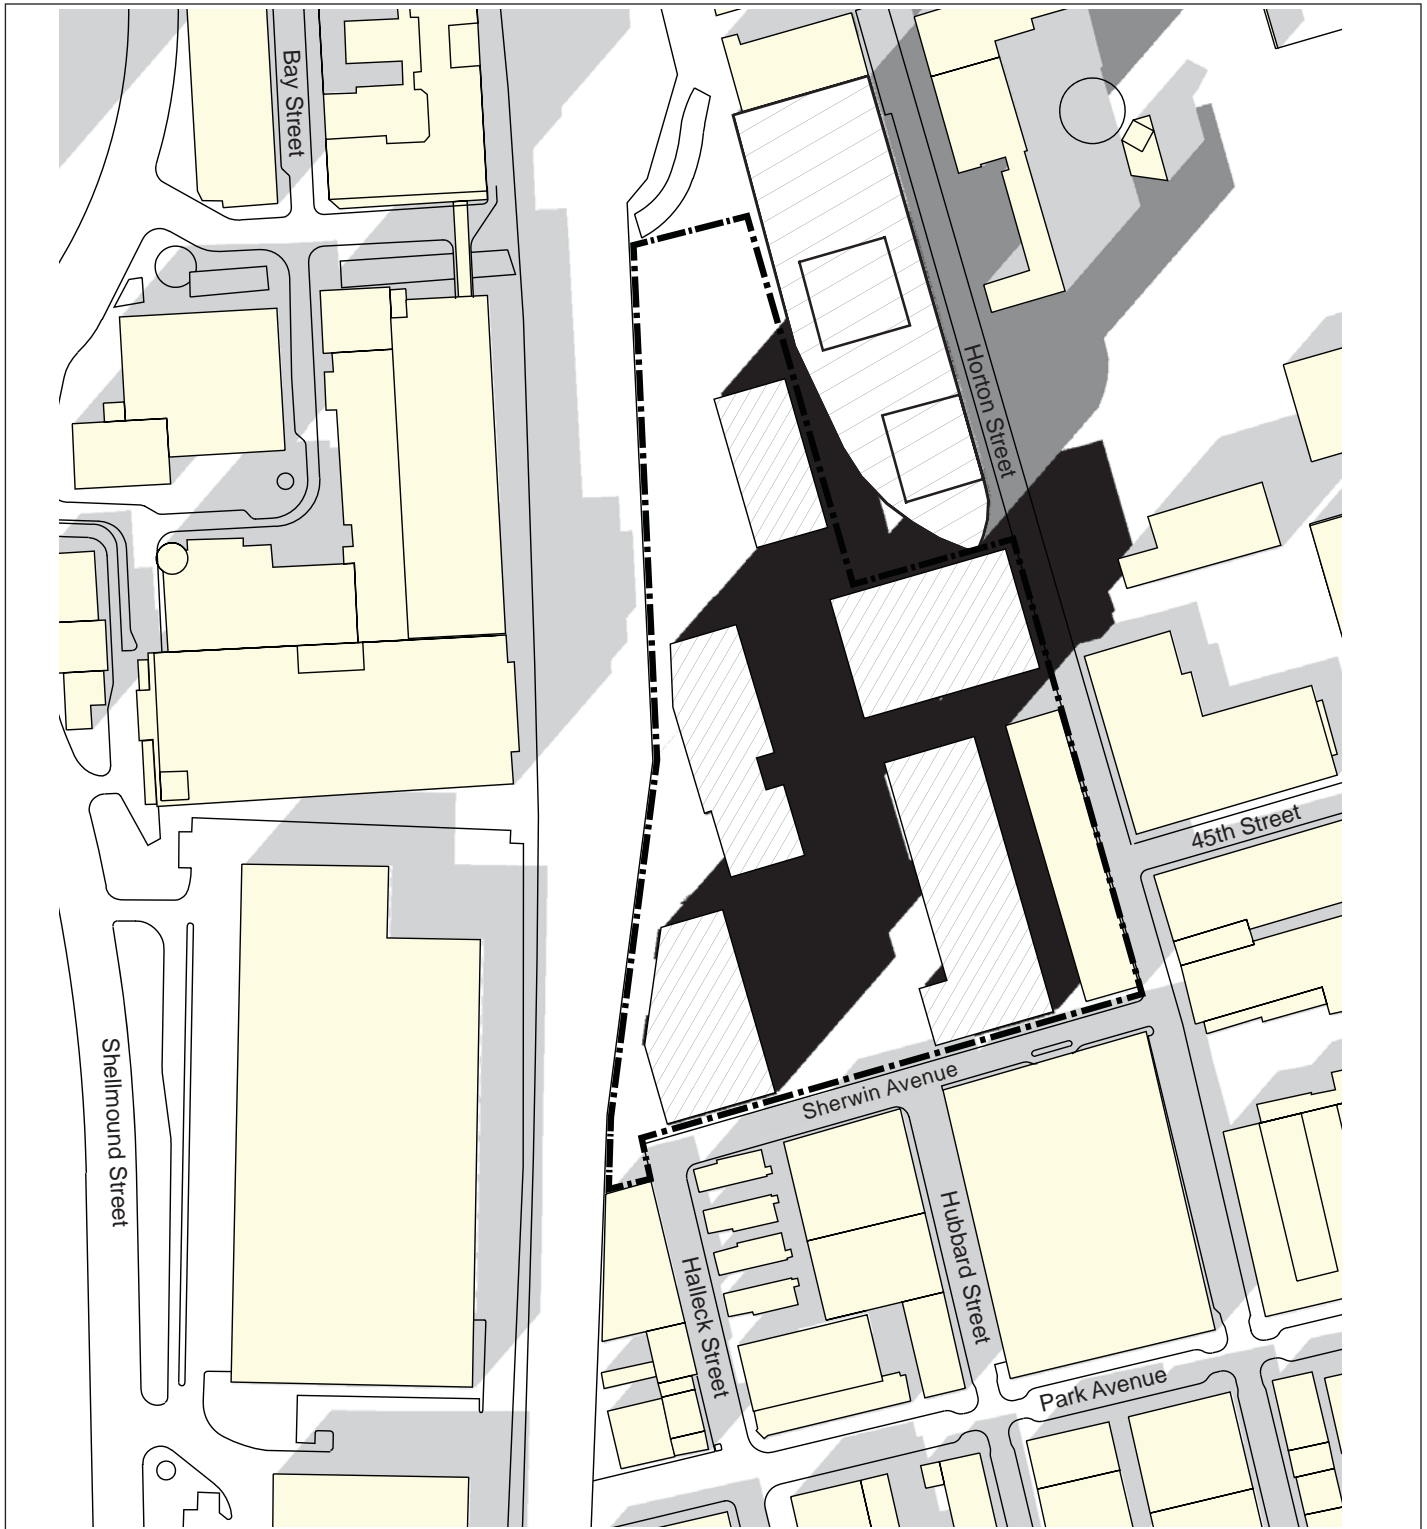 Bay Street
Horton Street
45th Street
Sherwin Avenue
Shellmound Street
Hubbard Street
Halleck Street
Park Avenue